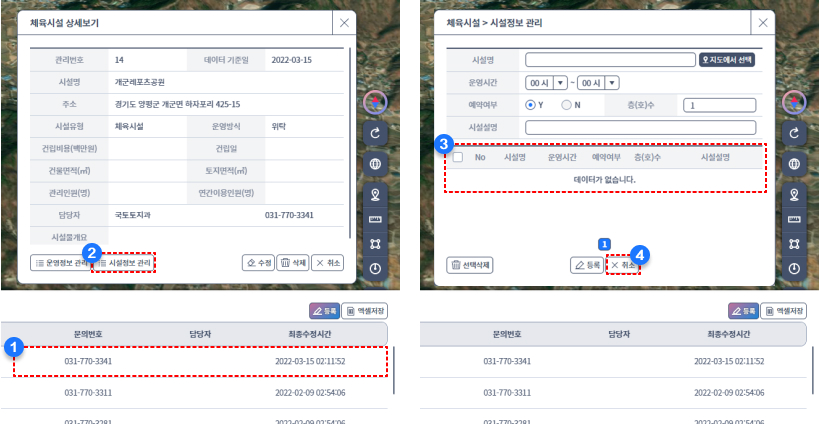 체육시설 상세보기
관리번호 14 데이터 기준일 2022-03-15
시설명 개군레포츠공원
주소 경기도 양평군 개군면 하자포리 425-15
시설유형 체육시설 운영방식 위탁
건립비용(백만원) 건립일
건물면적(㎡) 토지면적(㎡)
관리인원(명) 연간이용인원(명)
담당자 국토토지과 031-770-3341
시설물개요
2
운영정보 관리 시설정보 관리 수정 삭제 취소
등록 엑셀저장
문의번호 담당자 최종수정시간
1
031-770-3341 2022-03-15 02:11:52
031-770-3311 2022-02-09 02:54:06
031-770-3281 2022-02-09 02:54:06
체육시설 > 시설정보 관리
시설명 지도에서 선택
운영시간 00 시 ▼ ~ 00 시 ▼
예약여부 Y N 층(호)수 1
시설설명
3
No 시설명 운영시간 예약여부 층(호)수 시설설명
데이터가 없습니다.
1
4
선택삭제 등록 취소
등록 엑셀저장
문의번호 담당자 최종수정시간
031-770-3341 2022-03-15 02:11:52
031-770-3311 2022-02-09 02:54:06
031-770-3281 2022-02-09 02:54:06